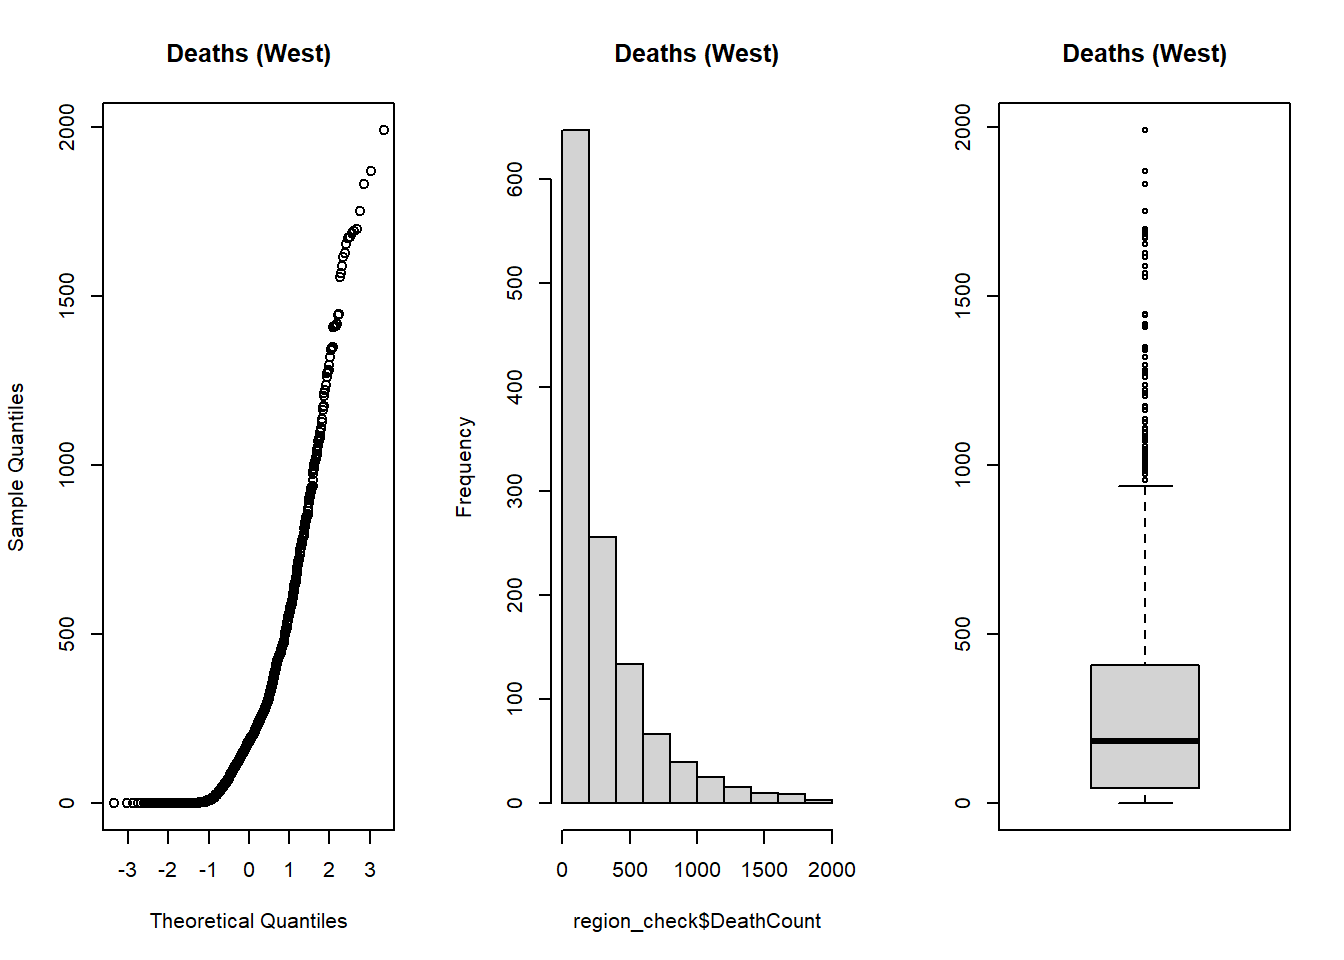 Deaths (West)
Sample Quantiles
2000
1500
1000
500
0
-3 -2 -1 0 1 2 3
Theoretical Quantiles
Deaths (West)
Frequency
600
500
400
300
200
100
0
0 500 1000 1500 2000
region_check$DeathCount
Deaths (West)
2000
1500
1000
500
0